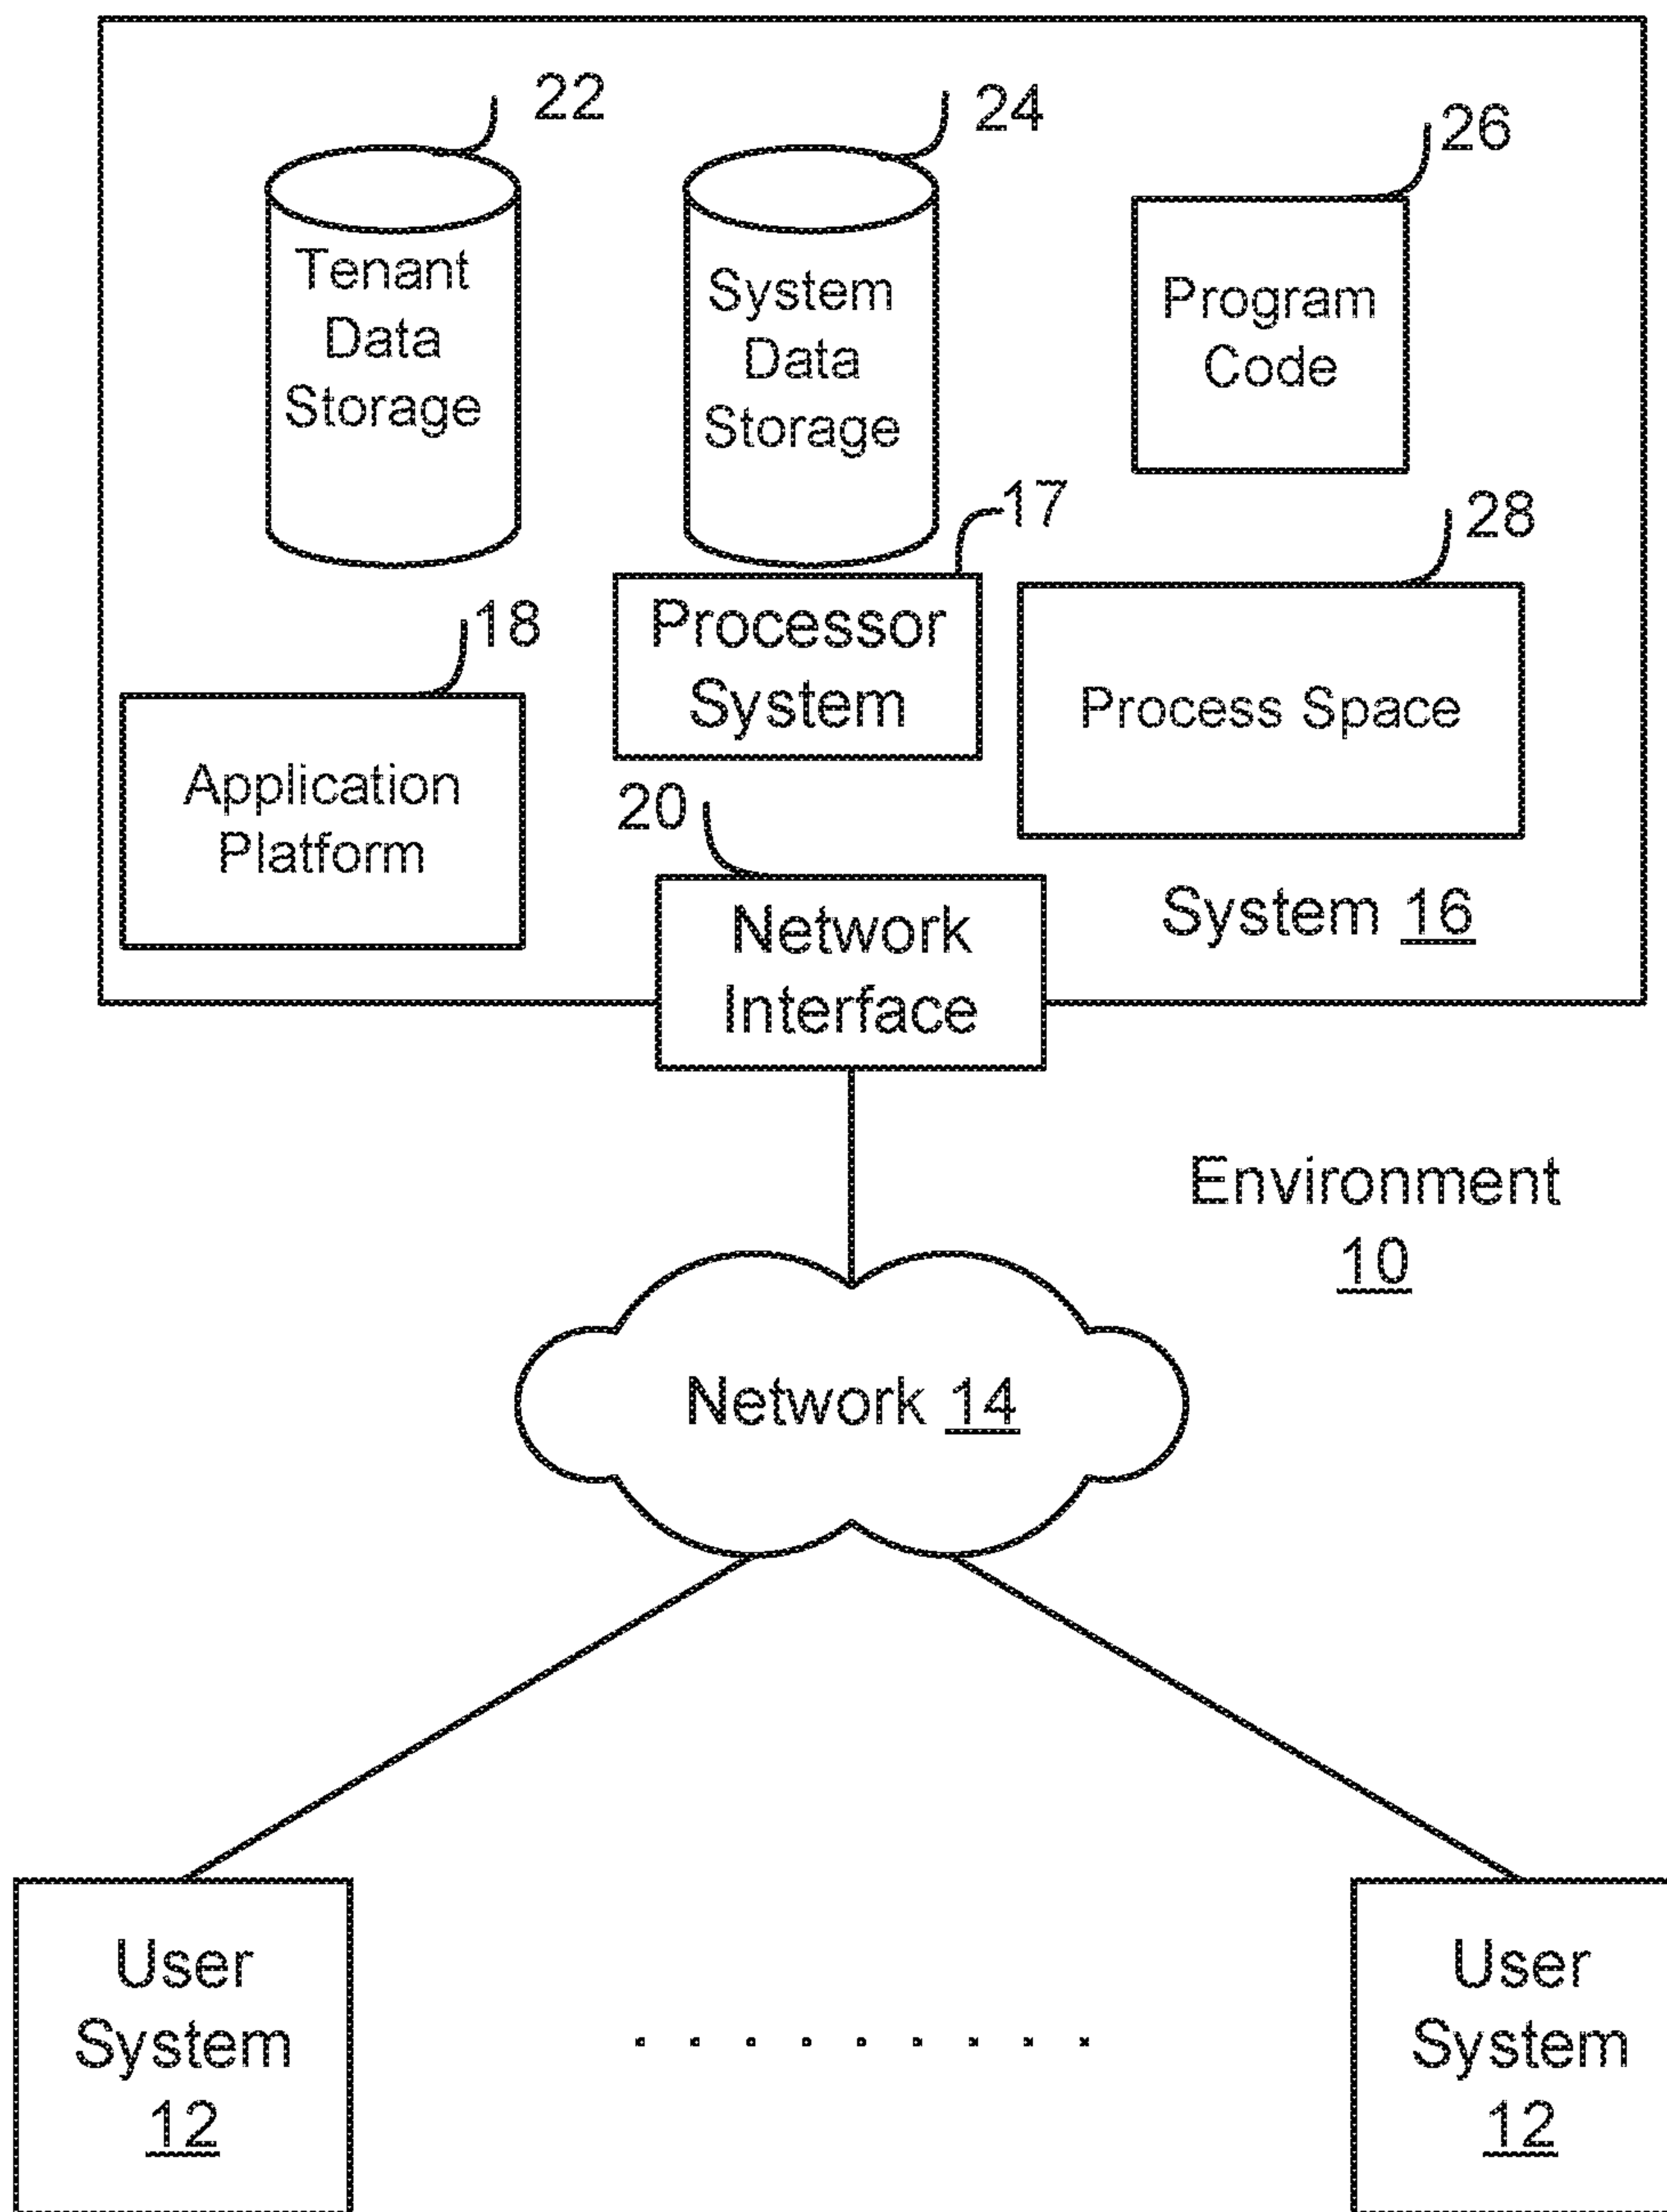 22
24
26
Tenant
Data
Storage
System
Data
Storage
Program
Code
17
28
18
Processor
System
Process Space
Application
Platform
20
Network
Interface
System 16
Environment
10
Network 14
User
System
12
User
System
12